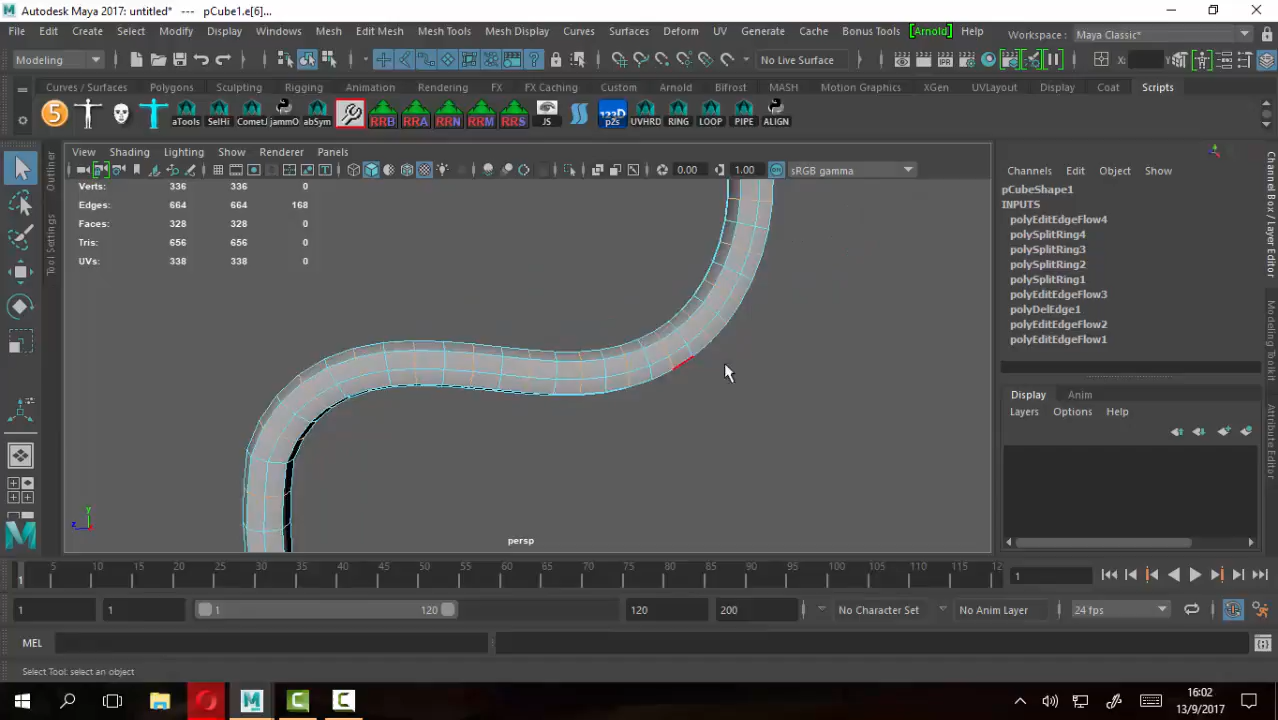 Autodesk Maya 2017: untitled*   ---   pCube1.e[6]...
File Edit Create Select Modify Display Windows Mesh Edit Mesh Mesh Tools Mesh Display Curves Surfaces Deform UV Generate Cache Bonus Tools [Arnold] Help Workspace : Maya Classic*
Modeling No Live Surface X:
Curves / Surfaces Polygons Sculpting Rigging Animation Rendering FX FX Caching Custom Arnold Bifrost MASH Motion Graphics XGen UVLayout Display Coat Scripts
5 aTools SelHi CometJ jammO abSym RRB RRA RRN RRM RRS JS 123D p2s UVHRD RING LOOP PIPE ALIGN
View Shading Lighting Show Renderer Panels
0.00 1.00 ON sRGB gamma
Verts: 336 336 0
Edges: 664 664 168
Faces: 328 328 0
Tris: 656 656 0
UVs: 338 338 0
Outliner
Tool Settings
y
z
persp
Channels Edit Object Show
pCubeShape1
INPUTS
polyEditEdgeFlow4
polySplitRing4
polySplitRing3
polySplitRing2
polySplitRing1
polyEditEdgeFlow3
polyDelEdge1
polyEditEdgeFlow2
polyEditEdgeFlow1
Display Anim
Layers Options Help
Channel Box / Layer Editor
Modeling Toolkit
Attribute Editor
1 5 10 15 20 25 30 35 40 45 50 55 60 65 70 75 80 85 90 95 100 105 110 115 12 1
1 1 1 120 120 200 No Character Set No Anim Layer 24 fps
MEL
Select Tool: select an object
16:02
13/9/2017